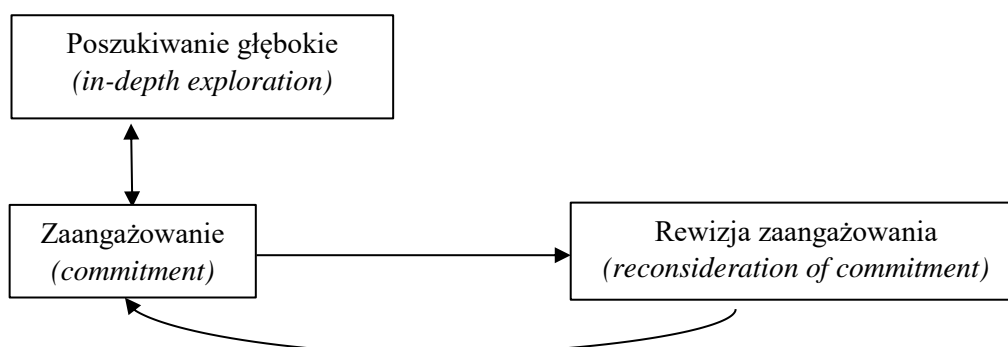 Poszukiwanie głębokie
(in-depth exploration)
Zaangażowanie
(commitment)
Rewizja zaangażowania
(reconsideration of commitment)